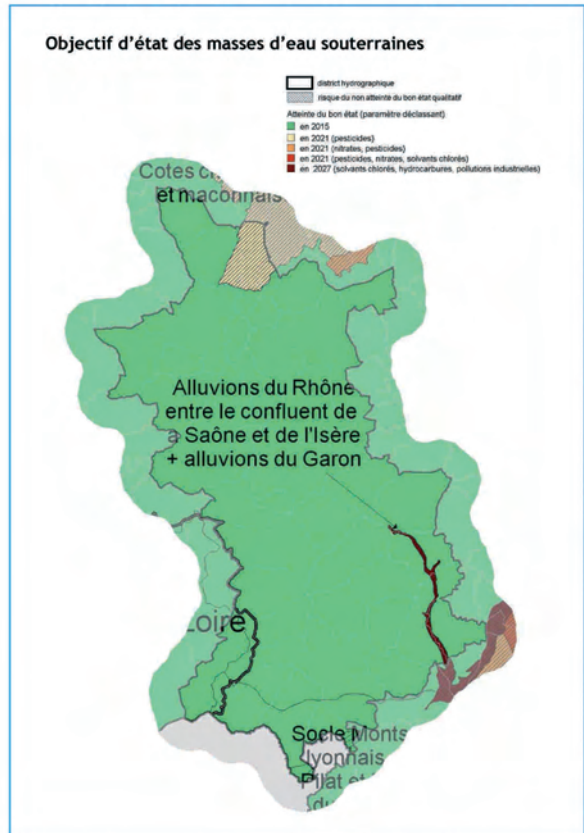 Objectif d'état des masses d'eau souterraines
district hydrographique
risque du non atteinte du bon état qualitatif
Atteinte du bon état (paramètre déclassant)
en 2015
en 2021 (pesticides)
en 2021 (nitrates, pesticides)
en 2021 (pesticides, nitrates, solvants chlorés)
en 2027 (solvants chlorés, hydrocarbures, pollutions industrielles)
Cotes
et
maconnais
Alluvions du Rhône
entre le confluent de
a Saône et de l'Isère
+ alluvions du Garon
Loire
Socle Monts
lyonnais
Pilat et
du